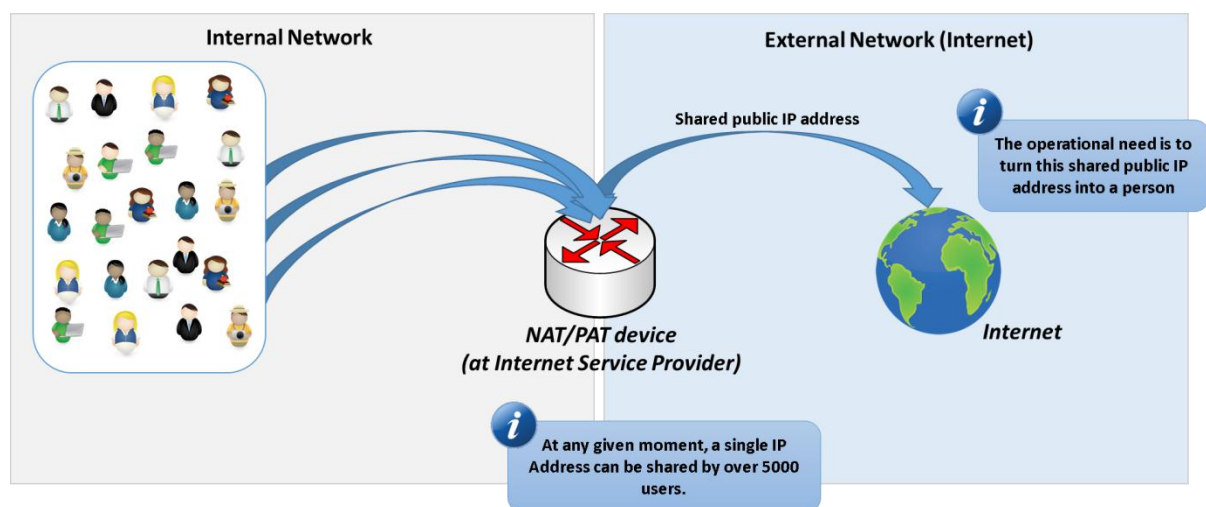 Internal Network
External Network (Internet)
Shared public IP address
i
The operational need is to
turn this shared public IP
address into a person
NAT/PAT device
(at Internet Service Provider)
Internet
i
At any given moment, a single IP
Address can be shared by over 5000
users.